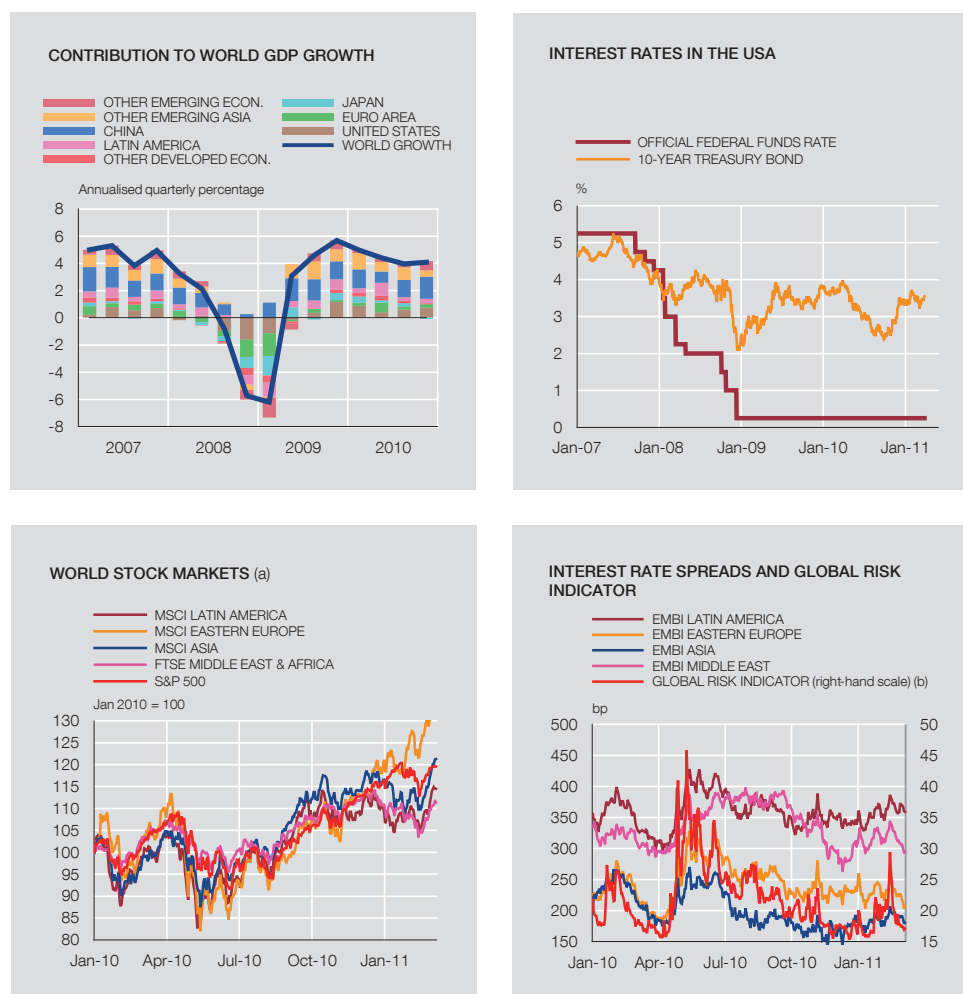 CONTRIBUTION TO WORLD GDP GROWTH
OTHER EMERGING ECON.
OTHER EMERGING ASIA
CHINA
LATIN AMERICA
OTHER DEVELOPED ECON.
JAPAN
EURO AREA
UNITED STATES
WORLD GROWTH
Annualised quarterly percentage
8
6
4
2
0
-2
-4
-6
-8
2007 2008 2009 2010
INTEREST RATES IN THE USA
OFFICIAL FEDERAL FUNDS RATE
10-YEAR TREASURY BOND
%
6
5
4
3
2
1
0
Jan-07 Jan-08 Jan-09 Jan-10 Jan-11
WORLD STOCK MARKETS (a)
MSCI LATIN AMERICA
MSCI EASTERN EUROPE
MSCI ASIA
FTSE MIDDLE EAST & AFRICA
S&P 500
Jan 2010 = 100
130
125
120
115
110
105
100
95
90
85
80
Jan-10 Apr-10 Jul-10 Oct-10 Jan-11
INTEREST RATE SPREADS AND GLOBAL RISK
INDICATOR
EMBI LATIN AMERICA
EMBI EASTERN EUROPE
EMBI ASIA
EMBI MIDDLE EAST
GLOBAL RISK INDICATOR (right-hand scale) (b)
bp
500 50
450 45
400 40
350 35
300 30
250 25
200 20
150 15
Jan-10 Apr-10 Jul-10 Oct-10 Jan-11